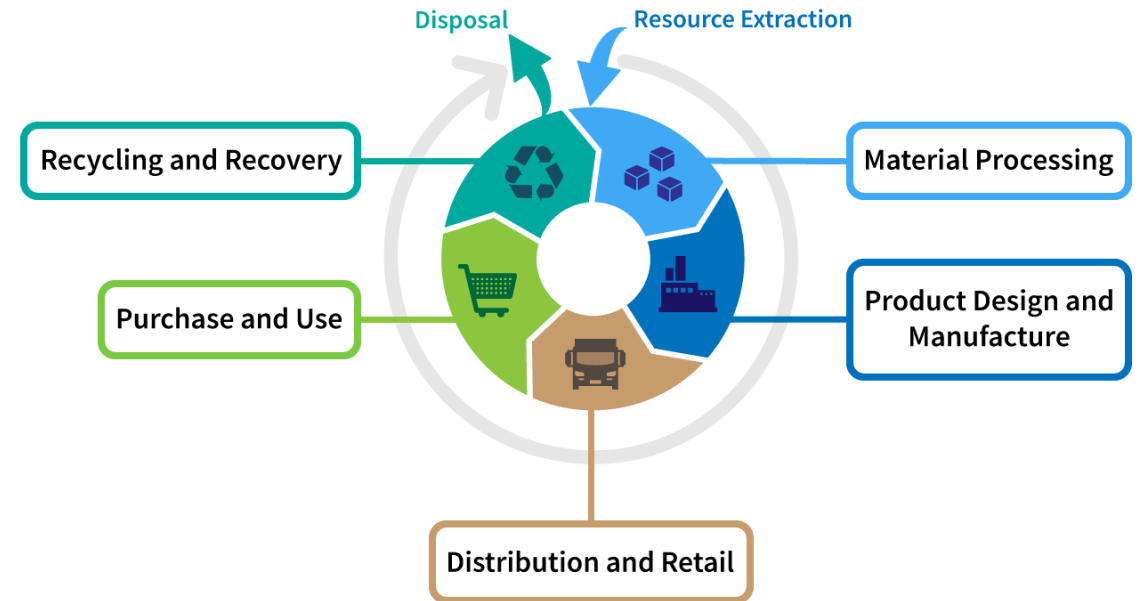 Disposal
Resource Extraction
Recycling and Recovery
Material Processing
Purchase and Use
Product Design and
Manufacture
Distribution and Retail